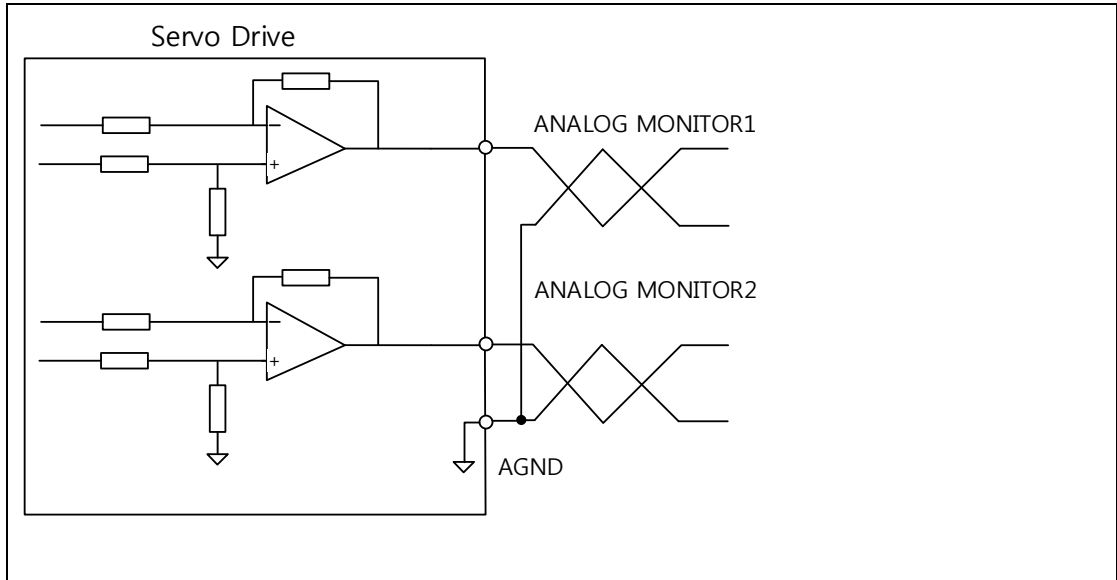 Servo Drive
ANALOG MONITOR1
ANALOG MONITOR2
AGND